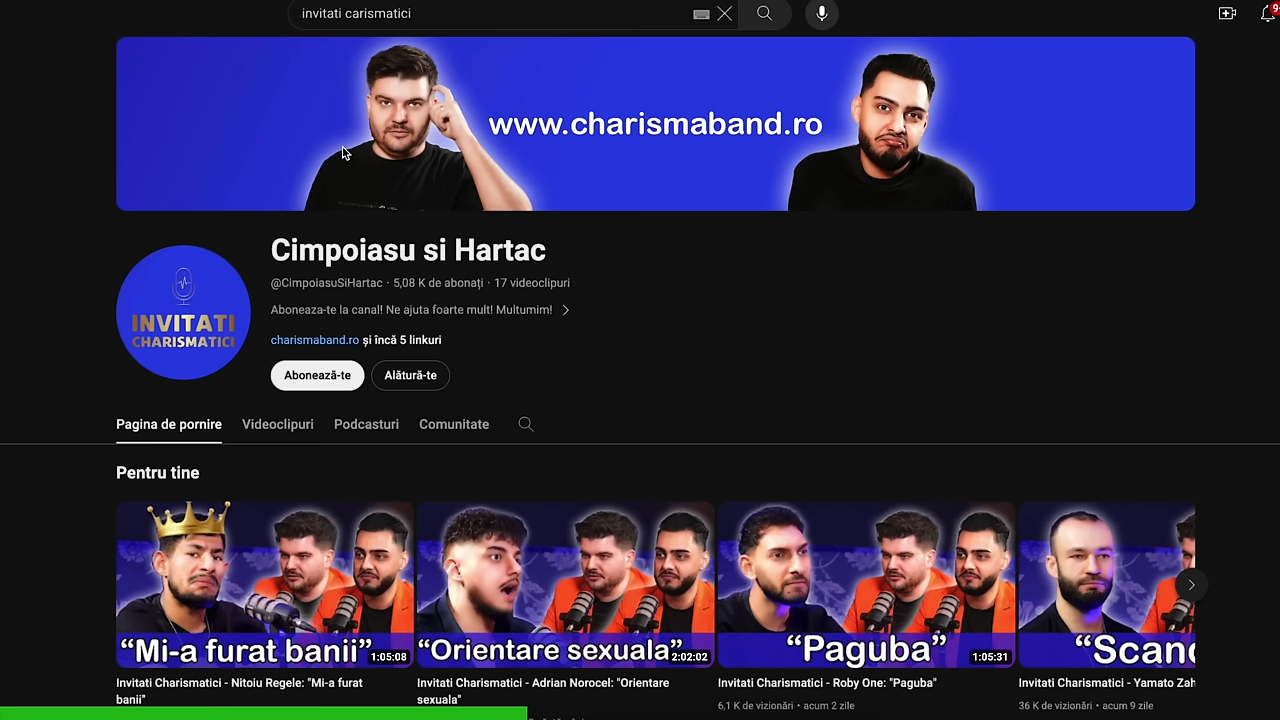 invitati carismatici
9+
www.charismaband.ro
INVITATI
CHARISMATICI
Cimpoiasu si Hartac
@CimpoiasuSiHartac · 5,08 K de abonați · 17 videoclipuri
Aboneaza-te la canal! Ne ajuta foarte mult! Multumim!
charismaband.ro și încă 5 linkuri
Abonează-te
Alătură-te
Pagina de pornire
Videoclipuri
Podcasturi
Comunitate
Pentru tine
“Mi-a furat banii”
1:05:08
“Orientare sexuala”
2:02:02
“Paguba”
1:05:31
“Scand
Invitati Charismatici - Nitoiu Regele: "Mi-a furat
banii"
Invitati Charismatici - Adrian Norocel: "Orientare
sexuala"
Invitati Charismatici - Roby One: "Paguba"
6,1 K de vizionări • acum 2 zile
Invitati Charismatici - Yamato Zah
36 K de vizionări • acum 9 zile